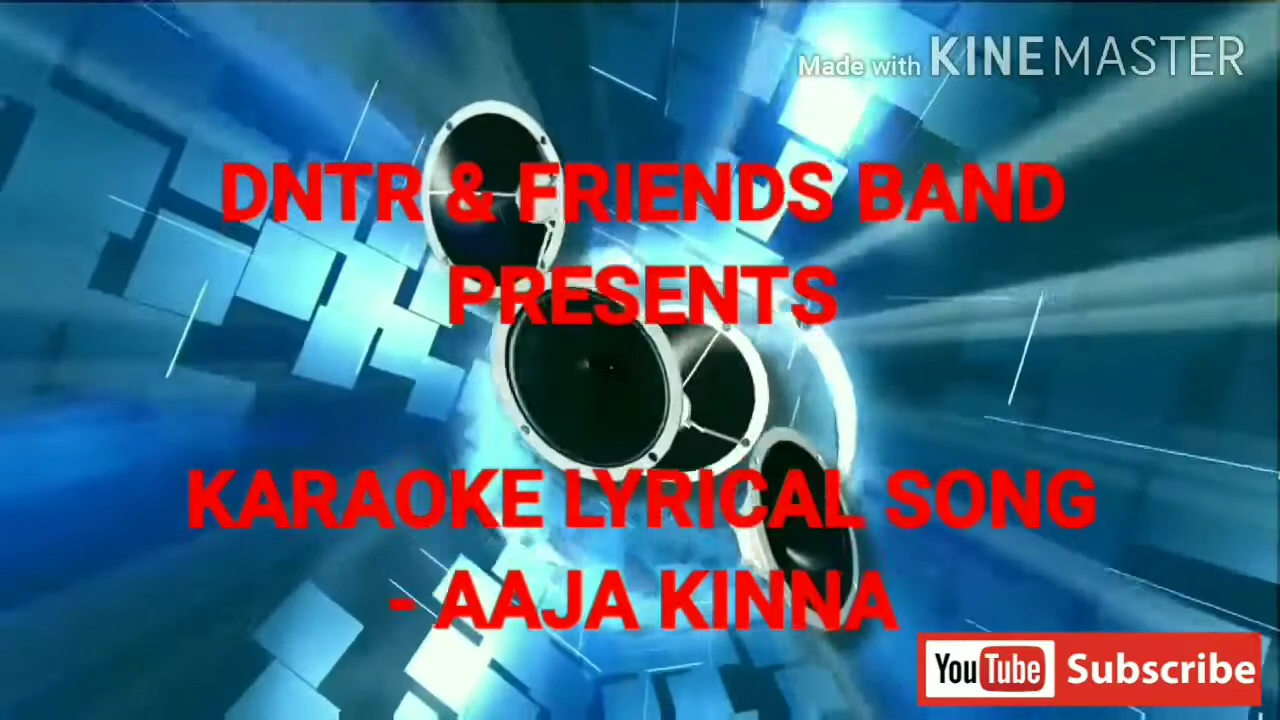 Made with KINEMASTER
DNTR & FRIENDS BAND
PRESENTS
KARAOKE LYRICAL SONG
- AAJA KINNA
YouTube Subscribe